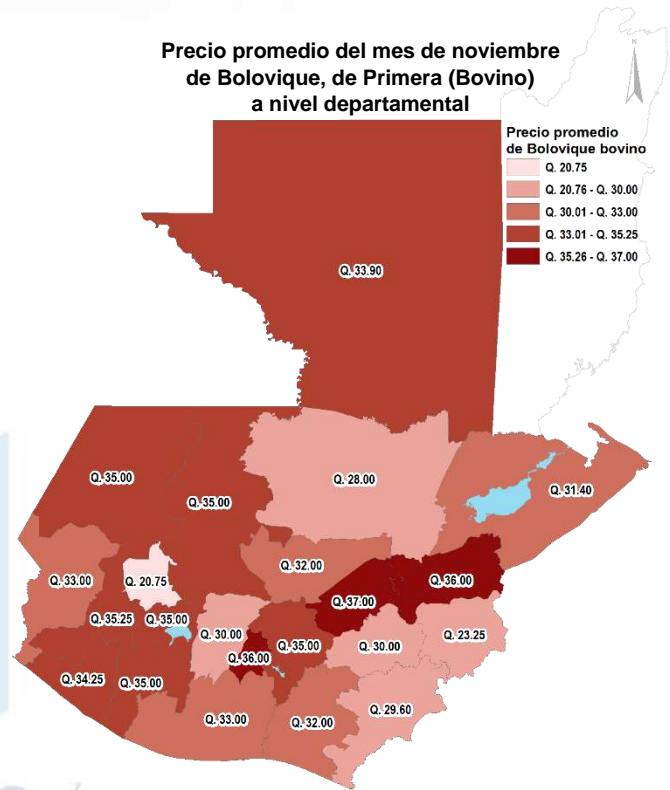 Precio promedio del mes de noviembre
de Bolovique, de Primera (Bovino)
a nivel departamental
N
Precio promedio
de Bolovique bovino
Q. 20.75
Q. 20.76 - Q. 30.00
Q. 30.01 - Q. 33.00
Q. 33.01 - Q. 35.25
Q. 35.26 - Q. 37.00
Q. 33.90
Q. 35.00
Q. 35.00
Q. 28.00
Q. 31.40
Q. 33.00
Q. 20.75
Q. 32.00
Q. 36.00
Q. 37.00
Q. 35.25
Q. 35.00
Q. 30.00
Q. 36.00
Q. 35.00
Q. 30.00
Q. 23.25
Q. 34.25
Q. 35.00
Q. 33.00
Q. 32.00
Q. 29.60